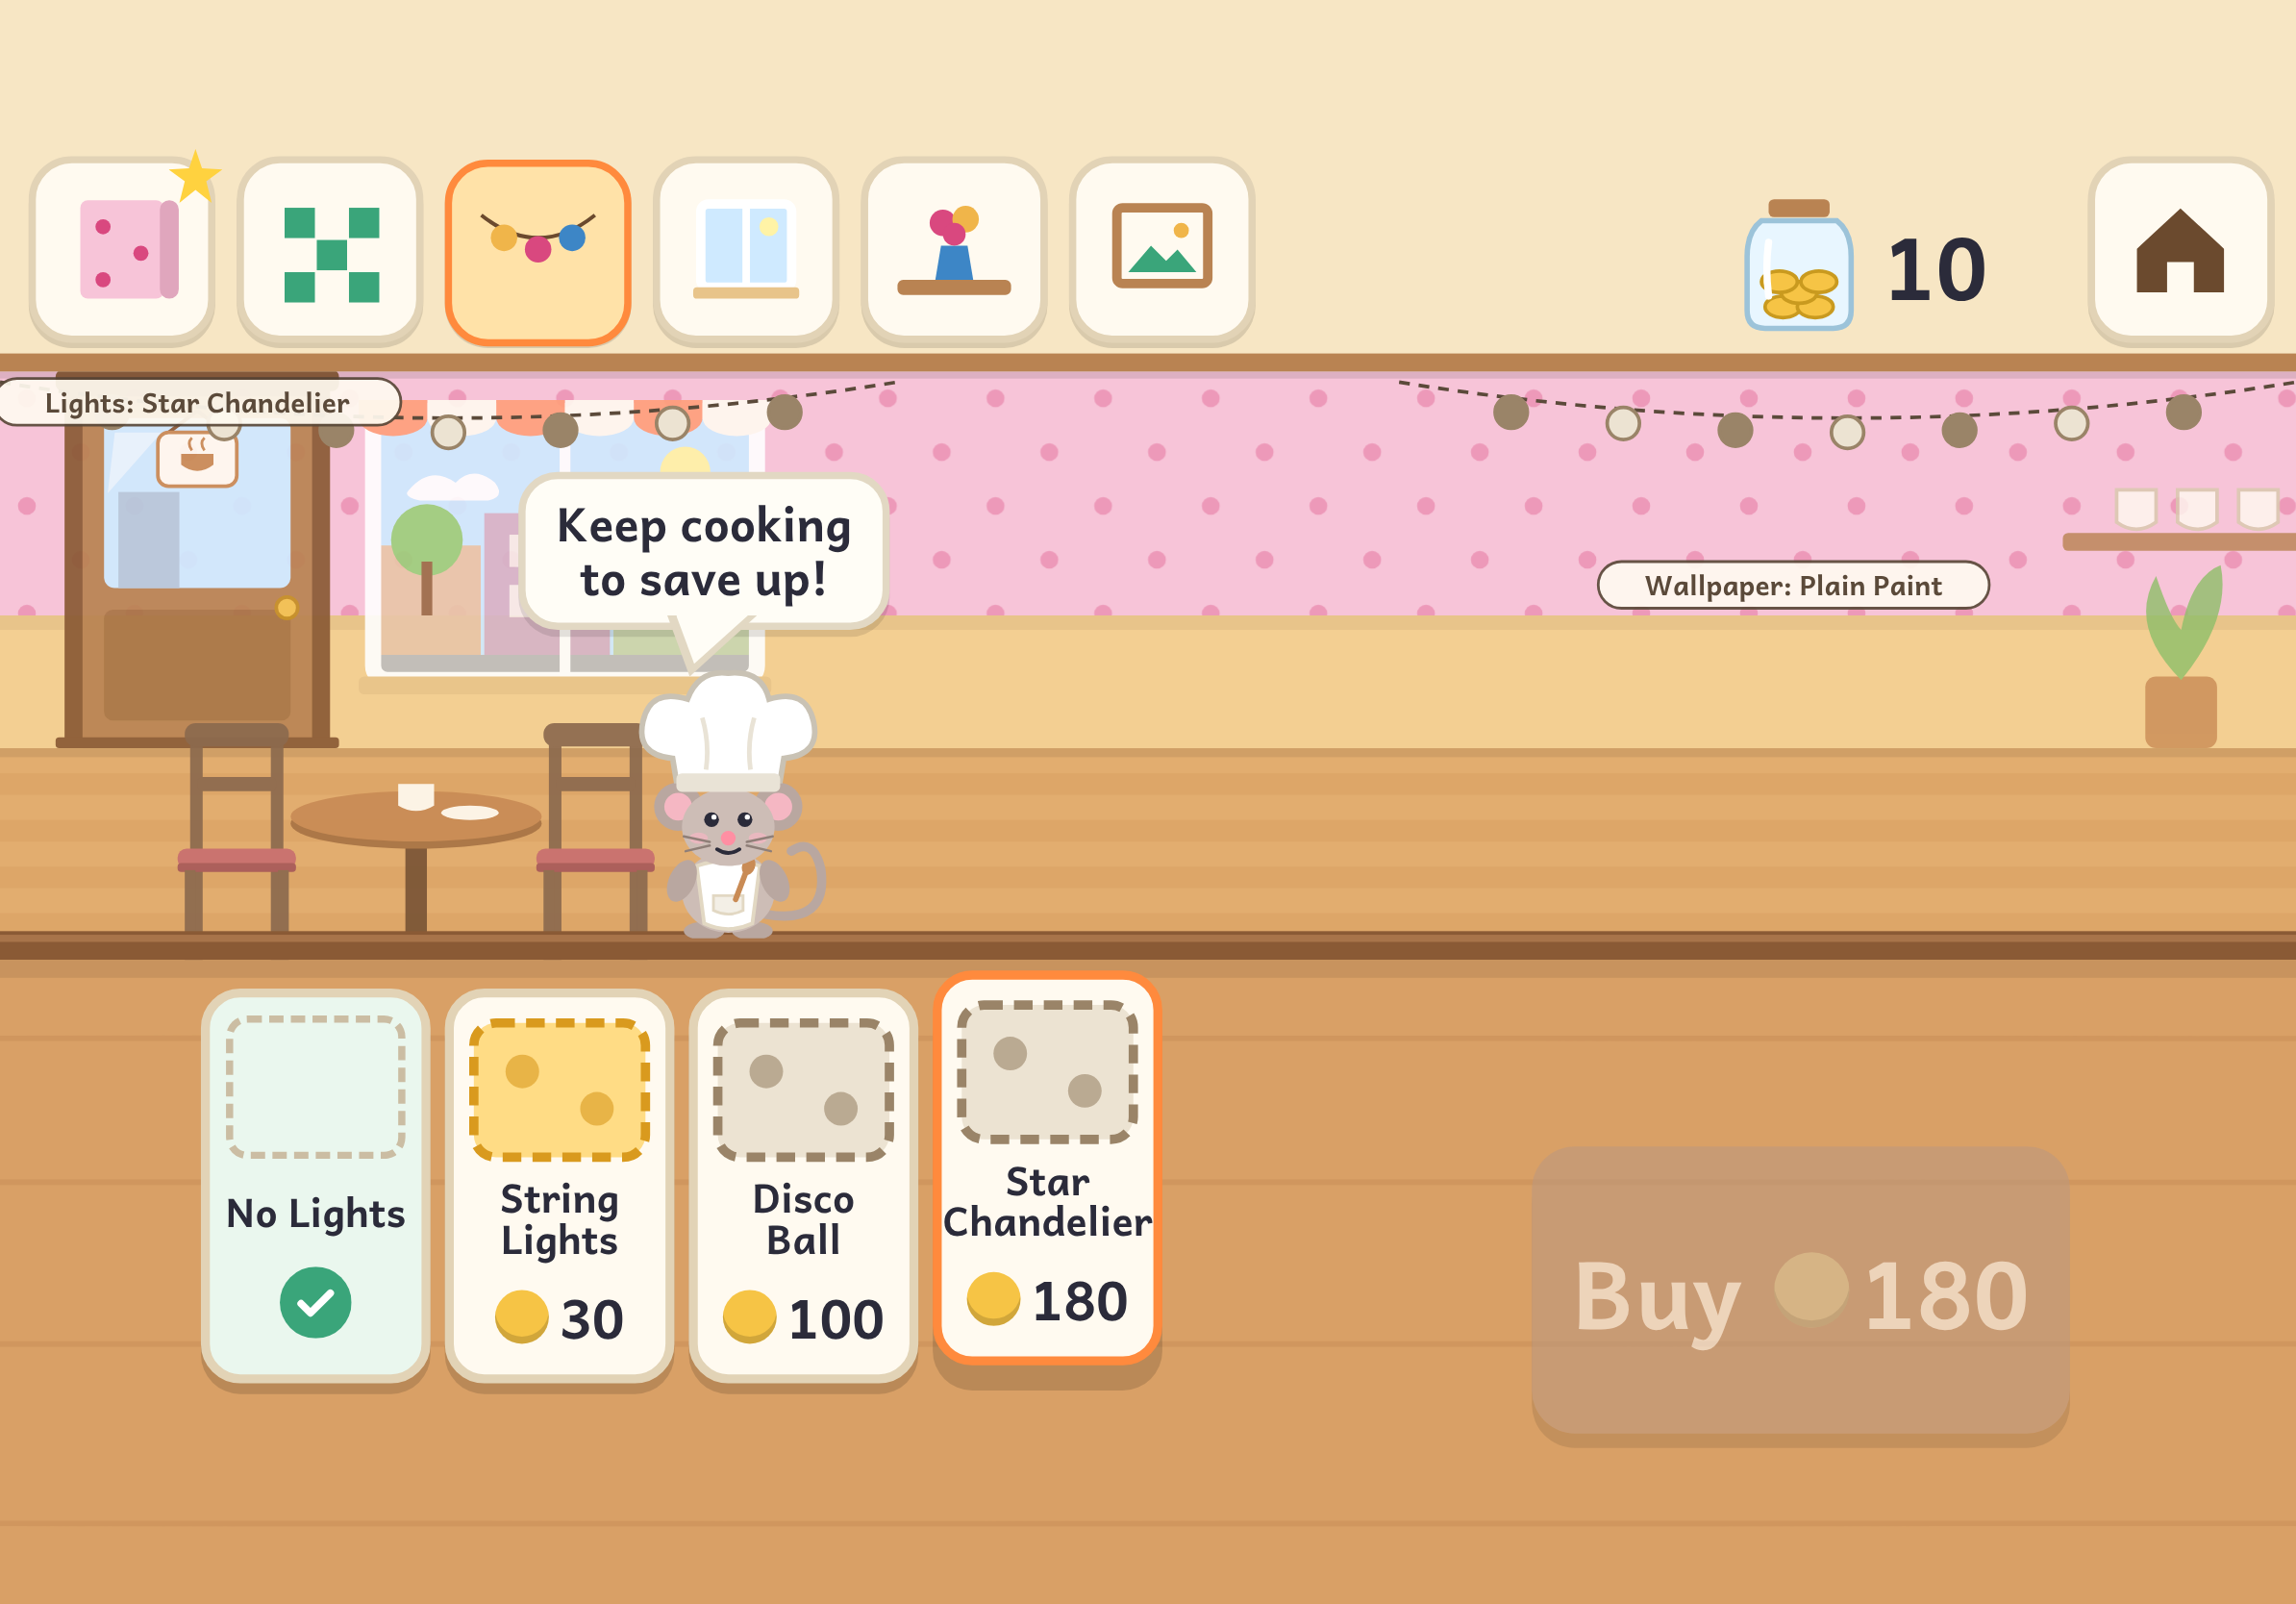 10
Lights: Star Chandelier
Keep cooking
to save up!
Wallpaper: Plain Paint
No Lights
String
Lights
30
Disco
Ball
100
Star
Chandelier
180
Buy 180